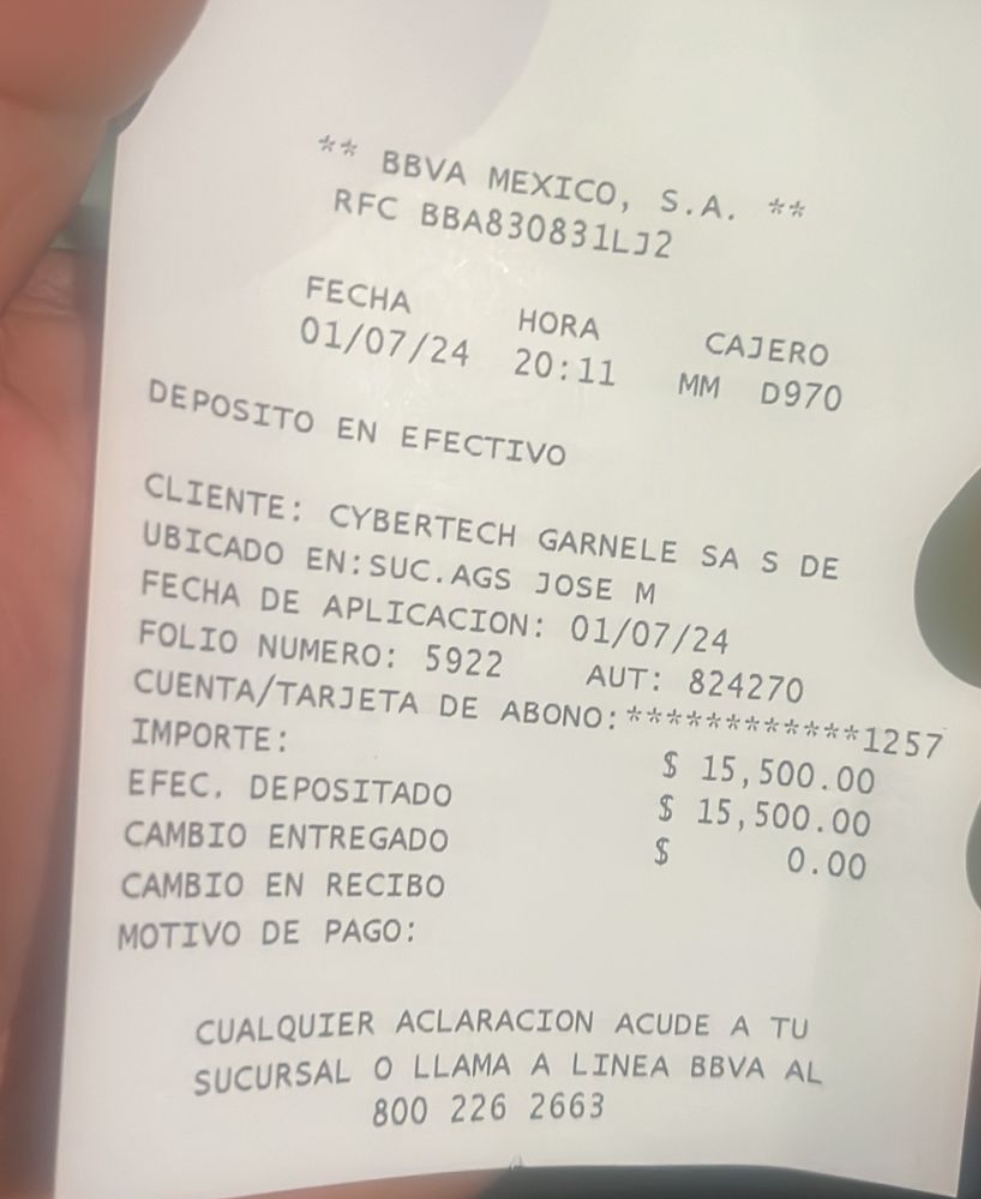 ** BBVA MEXICO, S.A. **
RFC BBA830831LJ2
FECHA HORA CAJERO
01/07/24 20:11 MM D970
DEPOSITO EN EFECTIVO
CLIENTE: CYBERTECH GARNELE SA S DE
UBICADO EN:SUC.AGS JOSE M
FECHA DE APLICACION: 01/07/24
FOLIO NUMERO: 5922 AUT: 824270
CUENTA/TARJETA DE ABONO:************1257
IMPORTE: $ 15,500.00
EFEC. DEPOSITADO $ 15,500.00
CAMBIO ENTREGADO $ 0.00
CAMBIO EN RECIBO
MOTIVO DE PAGO:
CUALQUIER ACLARACION ACUDE A TU
SUCURSAL O LLAMA A LINEA BBVA AL
800 226 2663